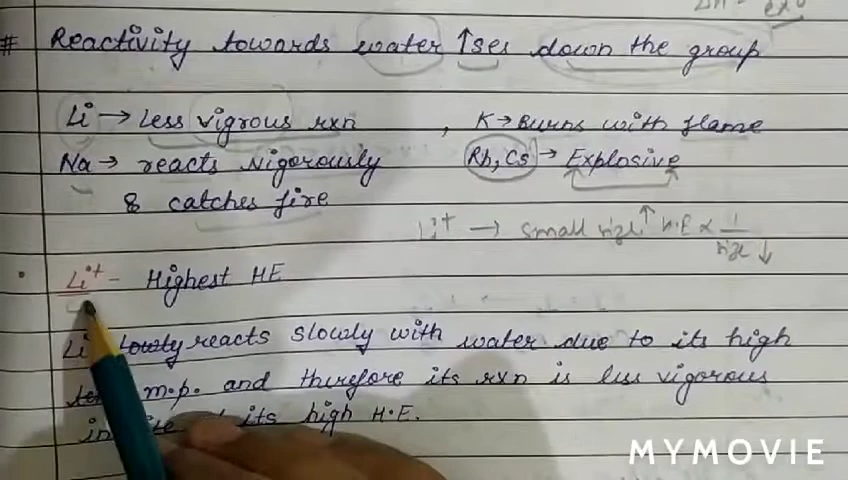 # Reactivity towards water ↑ses down the group
Li → Less vigrous rxn , K → Burns with flame
Na → reacts vigorously Rb, Cs → Explosive
& catches fire
Li+ → small size ↑ H.E ∝ 1/size ↓
Li+ - Highest HE
Li lowly reacts slowly with water due to its high
m.p. and therefore its rxn is less vigorous
its high H.E.
MYMOVIE